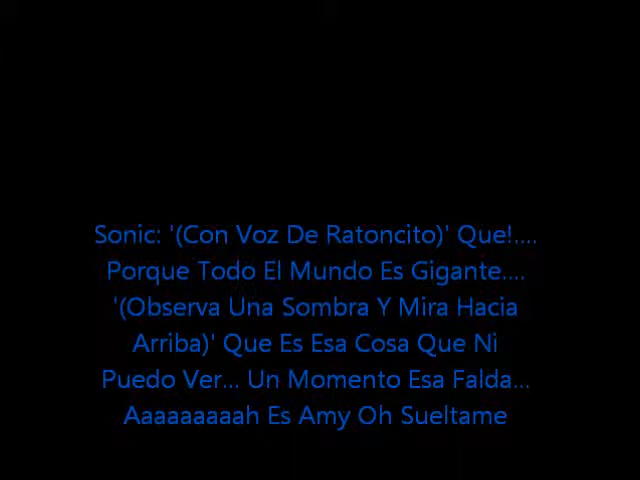 Sonic: '(Con Voz De Ratoncito)' Que!....
Porque Todo El Mundo Es Gigante....
'(Observa Una Sombra Y Mira Hacia
Arriba)' Que Es Esa Cosa Que Ni
Puedo Ver... Un Momento Esa Falda...
Aaaaaaaaah Es Amy Oh Sueltame